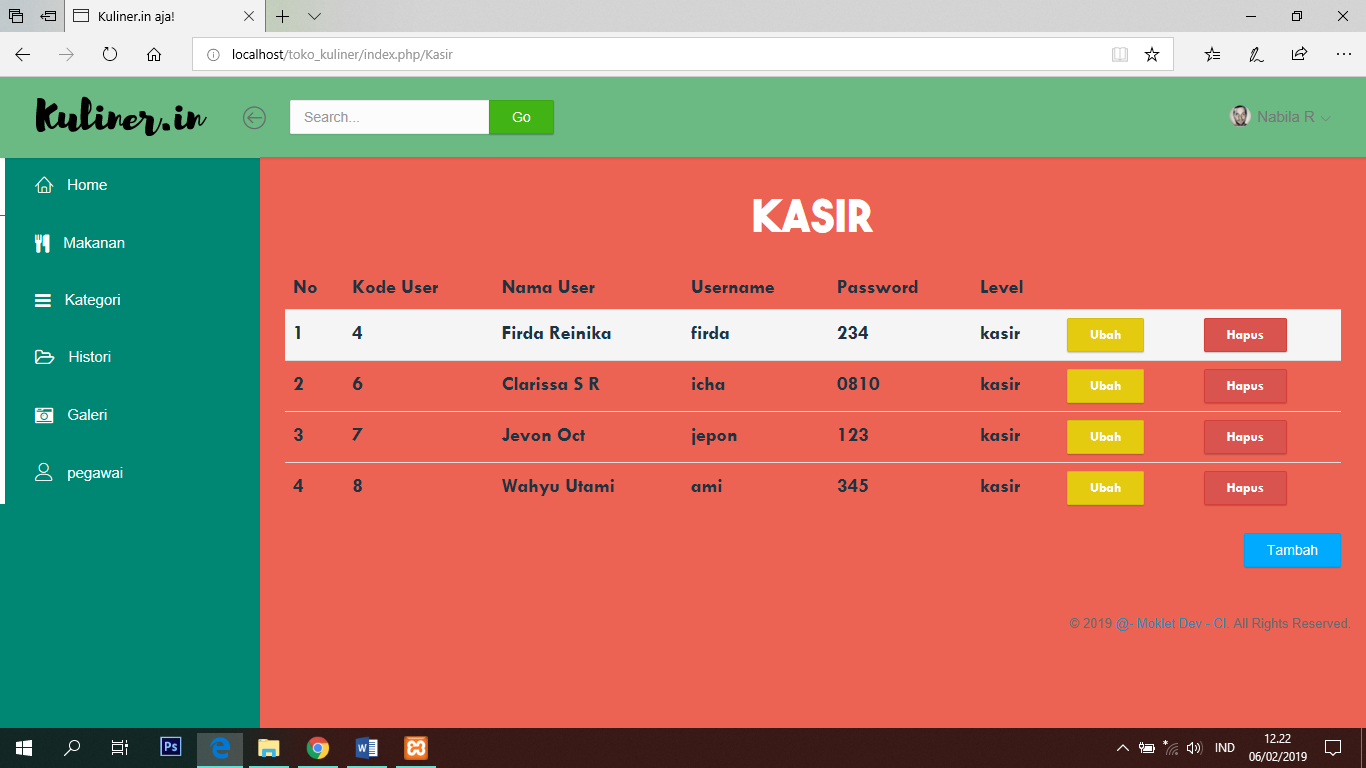 Kuliner.in aja!
localhost/toko_kuliner/index.php/Kasir
Kuliner.in
Search...
Go
Nabila R
Home
Makanan
Kategori
Histori
Galeri
pegawai
KASIR
No Kode User Nama User Username Password Level
1 4 Firda Reinika firda 234 kasir Ubah Hapus
2 6 Clarissa S R icha 0810 kasir Ubah Hapus
3 7 Jevon Oct jepon 123 kasir Ubah Hapus
4 8 Wahyu Utami ami 345 kasir Ubah Hapus
Tambah
© 2019 @- Moklet Dev - CI. All Rights Reserved.
Ps
IND
12.22
06/02/2019